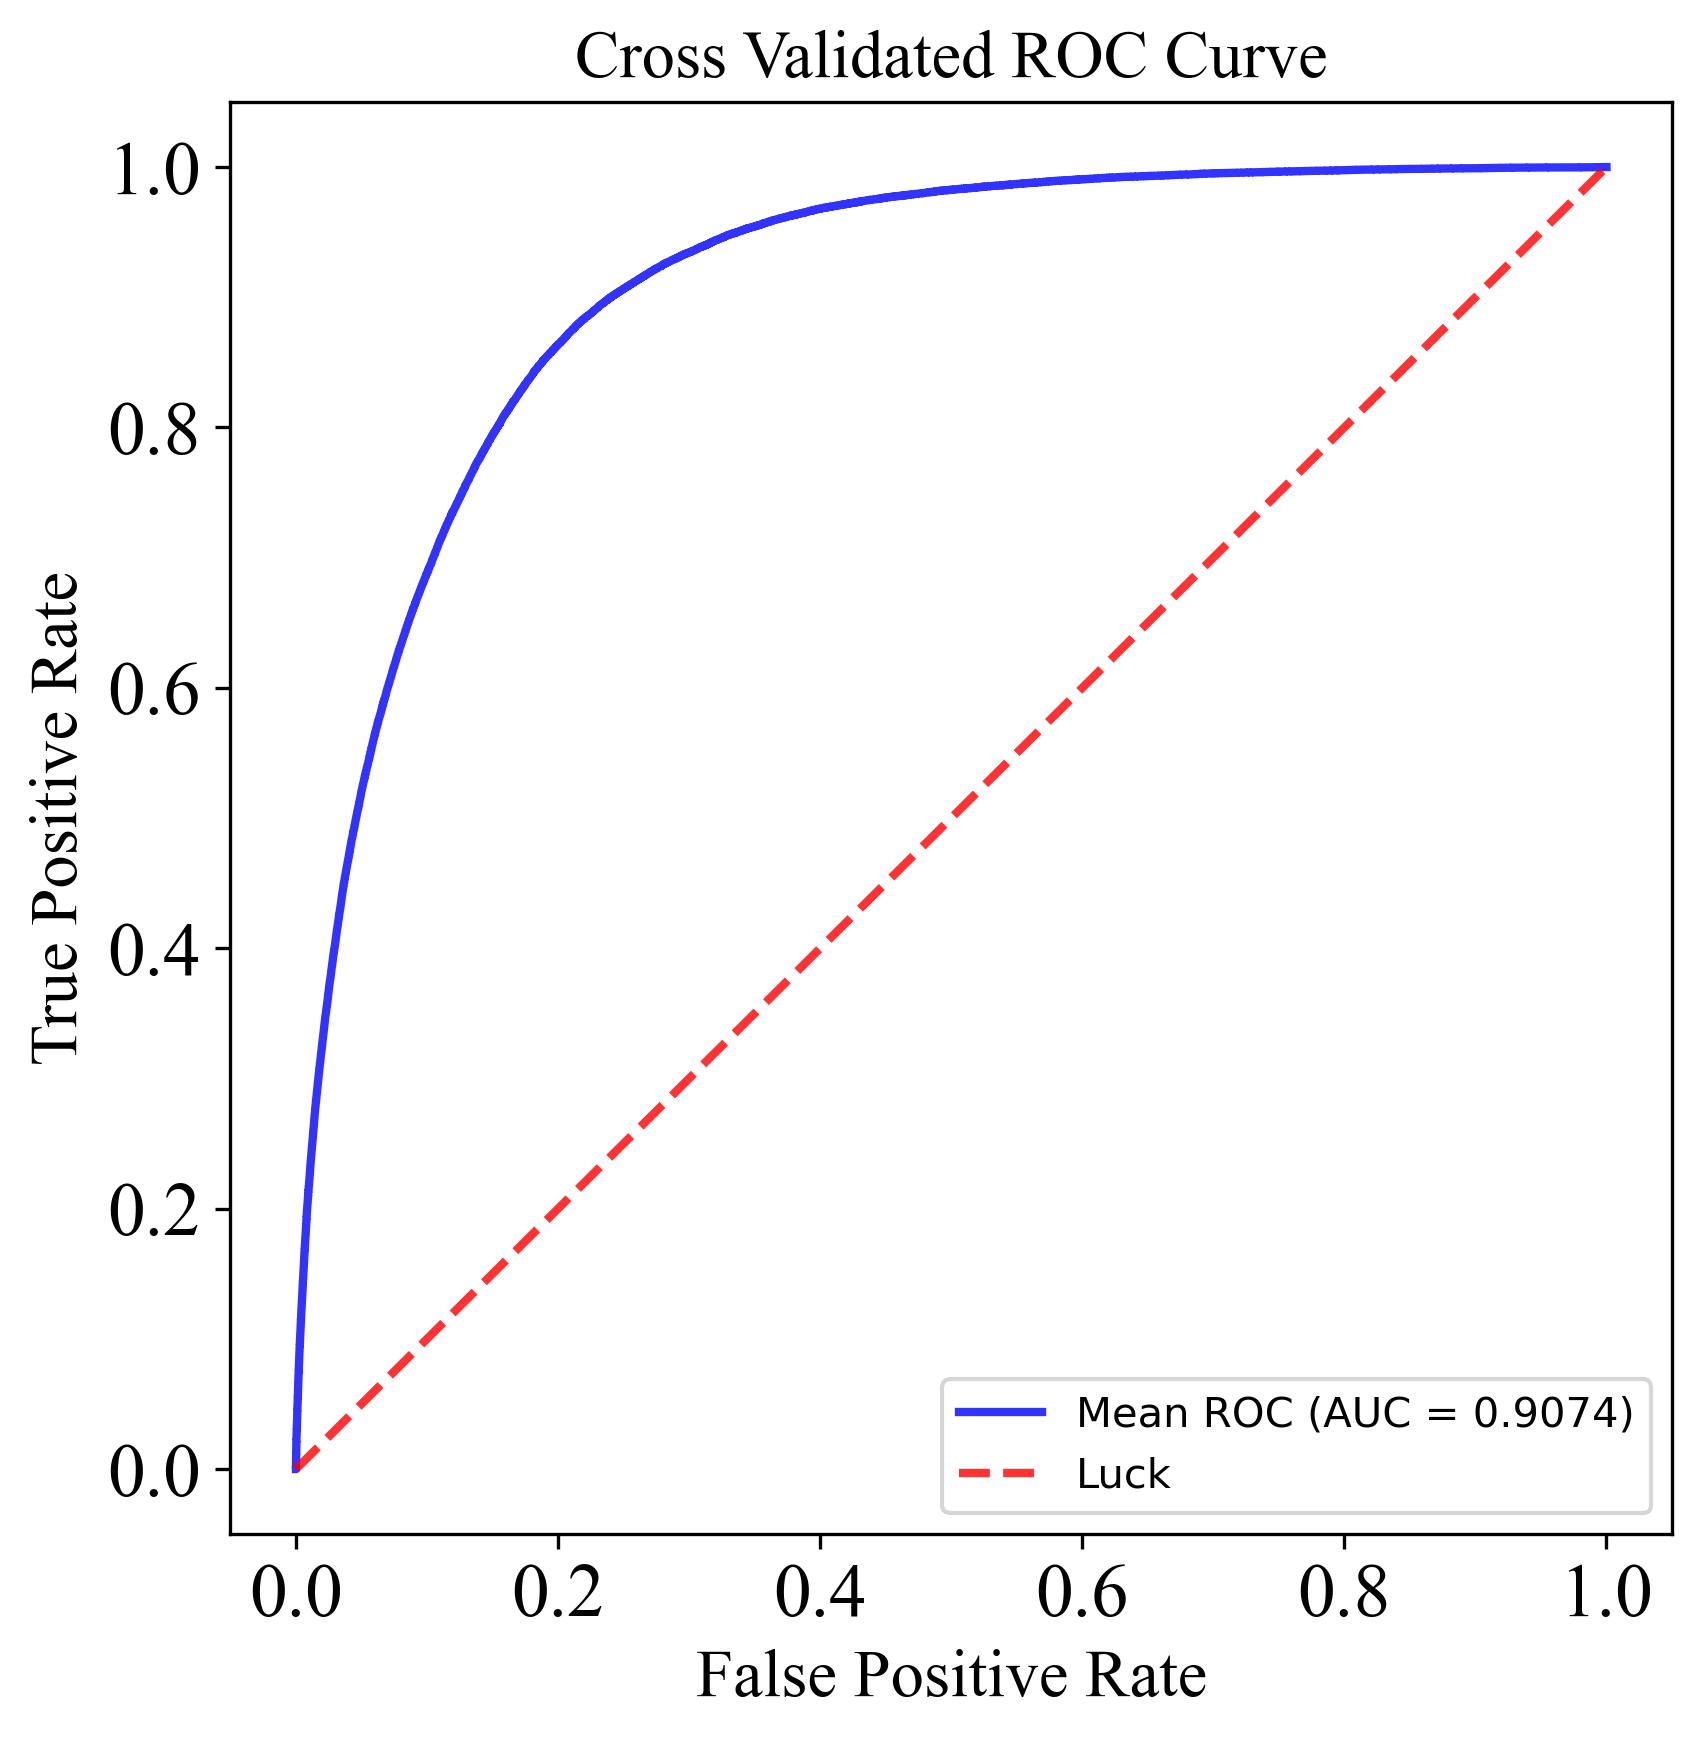 Cross Validated ROC Curve
True Positive Rate
1.0
0.8
0.6
0.4
0.2
0.0
Mean ROC (AUC = 0.9074)
Luck
0.0 0.2 0.4 0.6 0.8 1.0
False Positive Rate